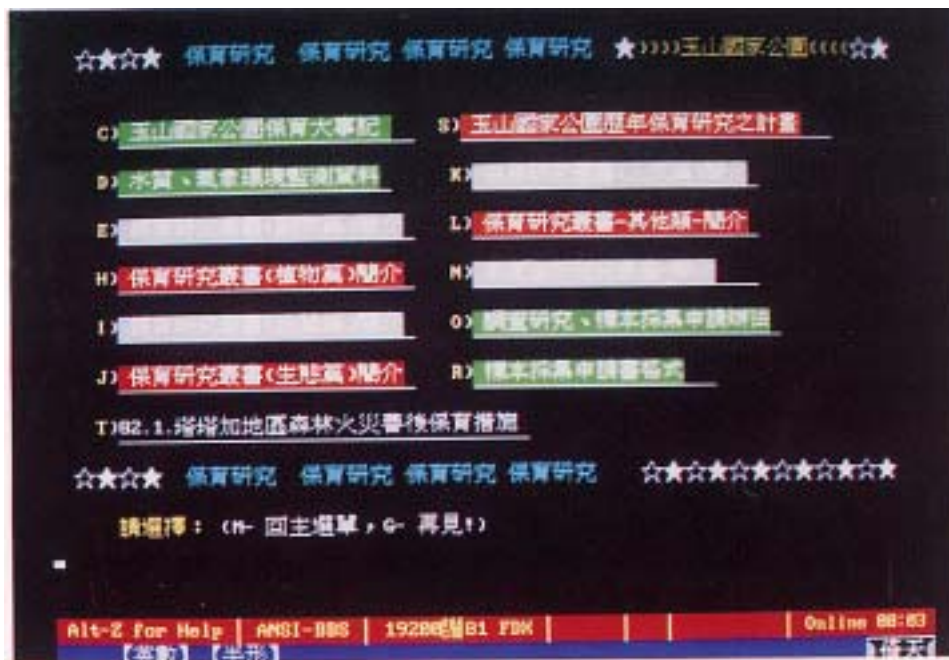 ☆★☆★ 保育研究 保育研究 保育研究 保育研究 ★››››玉山國家公園‹‹‹‹☆★
C) 玉山國家公園保育大事記
S) 玉山國家公園歷年保育研究之計畫
D) 水質、氣象環境監測資料
K)
E)
L) 保育研究叢書-其他類-簡介
H) 保育研究叢書(植物篇)簡介
M)
I)
O) 調查研究、標本採集申請辦法
J) 保育研究叢書(生態篇)簡介
R) 標本採集申請書格式
T)82.1.塔塔加地區森林火災善後保育措施
☆★☆★ 保育研究 保育研究 保育研究 保育研究 ☆★☆★☆★☆★☆★☆★
請選擇：(M- 回主選單，G- 再見!)
Alt-Z for Help | ANSI-BBS | 19200 81 FDX | | | | Online 00:03
【英數】【半形】 【倚天】